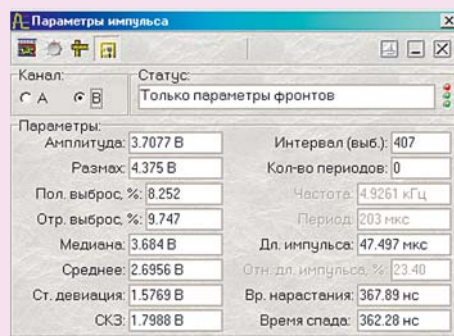 Параметры импульса
Канал:
A B
Статус:
Только параметры фронтов
Параметры:
Амплитуда: 3.7077 В Интервал (выб.): 407
Размах: 4.375 В Кол-во периодов: 0
Пол. выброс, %: 8.252 Частота: 4.9261 кГц
Отр. выброс, %: 9.747 Период: 203 мкс
Медиана: 3.684 В Дл. импульса: 47.497 мкс
Среднее: 2.6956 В Отн. дл. импульса, %: 23.40
Ст. девиация: 1.5769 В Вр. нарастания: 367.89 нс
СКЗ: 1.7988 В Время спада: 362.28 нс